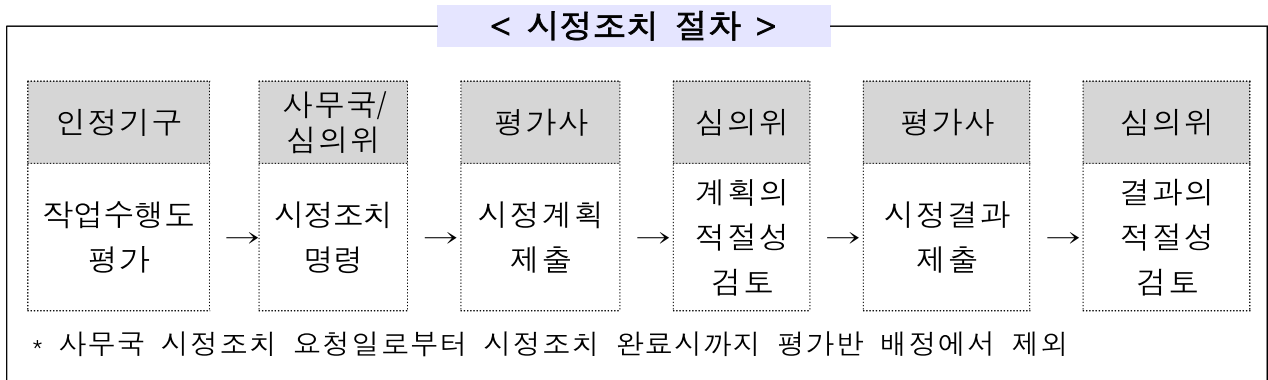 < 시정조치 절차 >
인정기구
작업수행도
평가
→
사무국/
심의위
시정조치
명령
→
평가사
시정계획
제출
→
심의위
계획의
적절성
검토
→
평가사
시정결과
제출
→
심의위
결과의
적절성
검토
* 사무국 시정조치 요청일로부터 시정조치 완료시까지 평가반 배정에서 제외